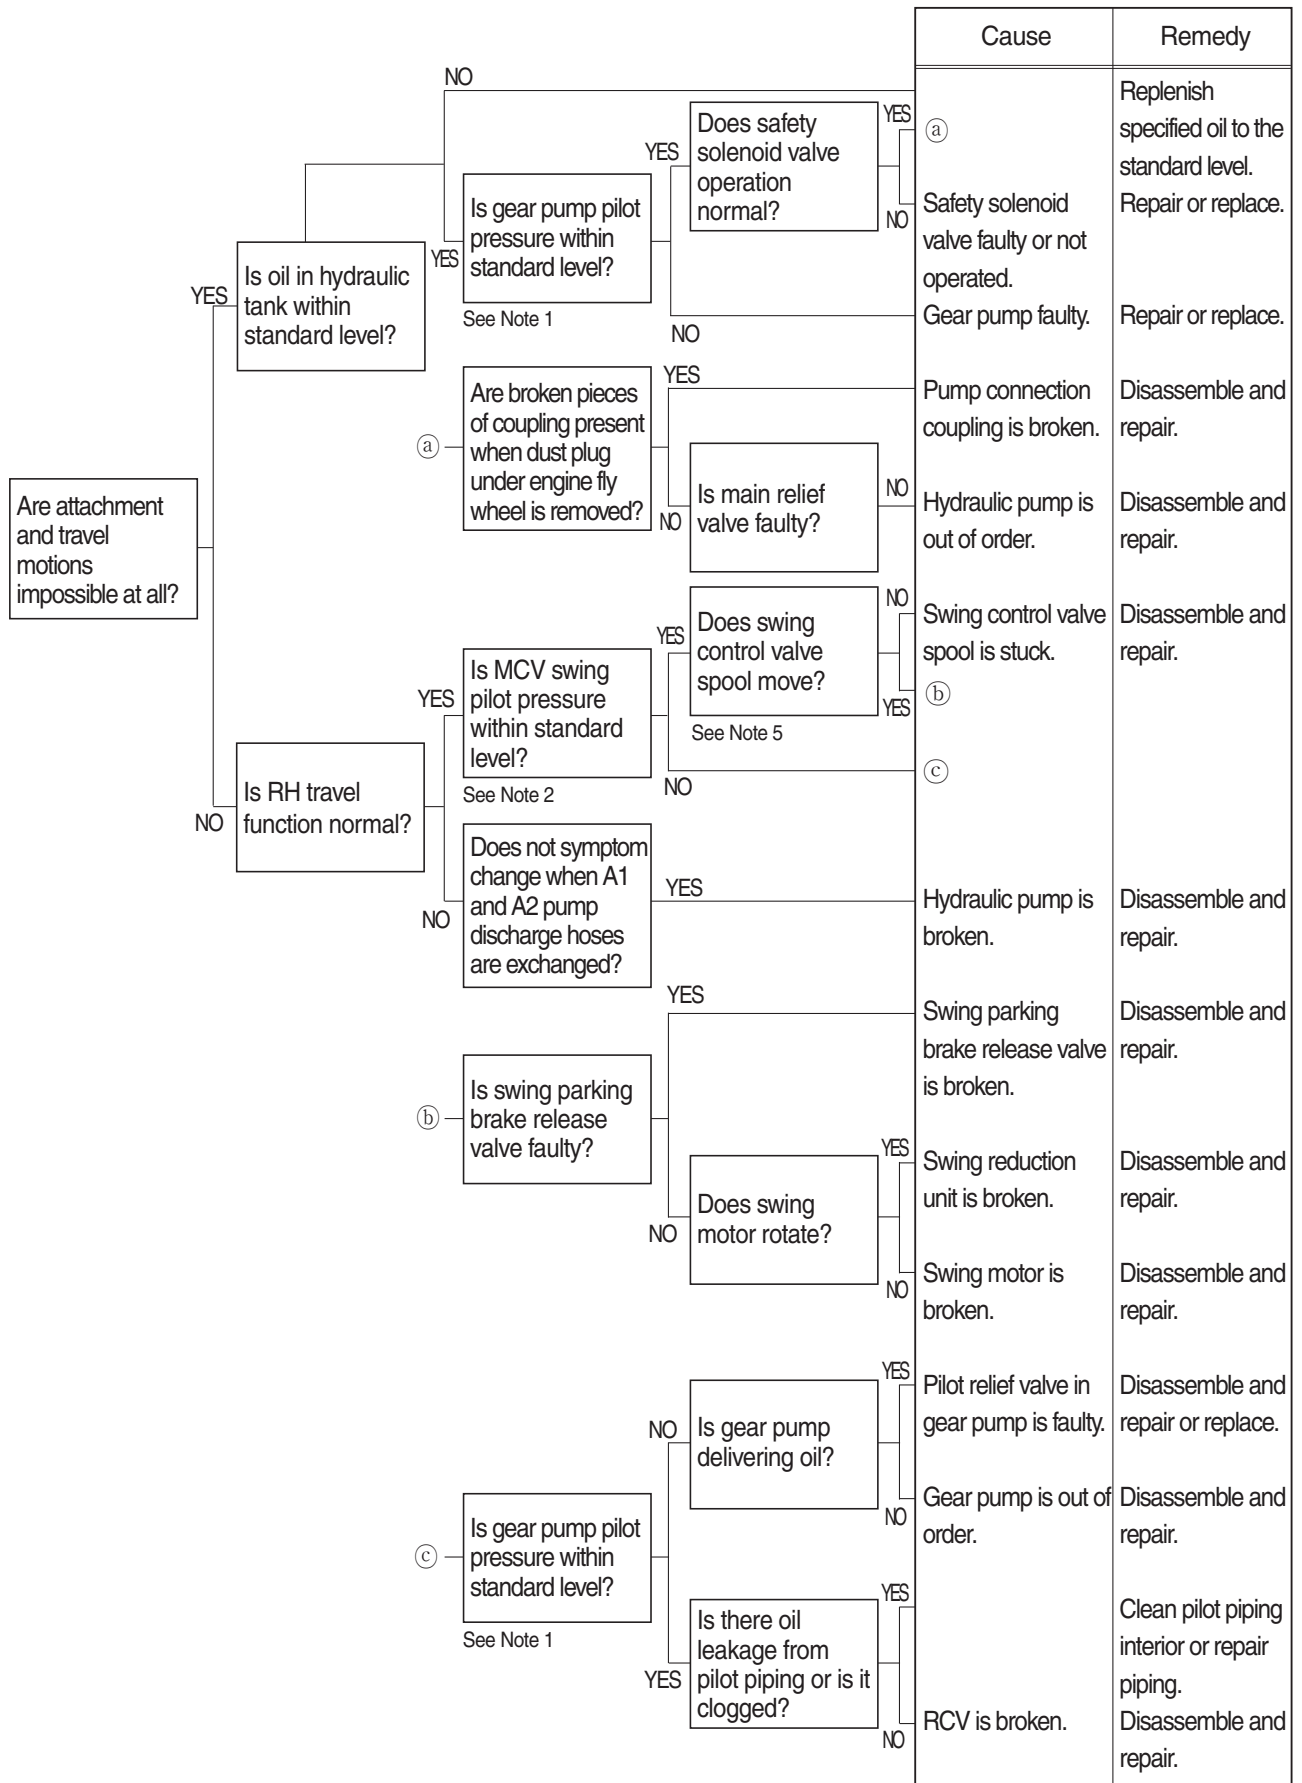 Cause
Remedy
NO
Replenish
specified oil to the
standard level.
YES
Does safety
solenoid valve
operation
normal?
YES
ⓐ
NO
Safety solenoid
valve faulty or not
operated.
Repair or replace.
Is gear pump pilot
pressure within
standard level?
YES
See Note 1
NO
Gear pump faulty.
Repair or replace.
YES
Is oil in hydraulic
tank within
standard level?
ⓐ
Are broken pieces
of coupling present
when dust plug
under engine fly
wheel is removed?
YES
Pump connection
coupling is broken.
Disassemble and
repair.
NO
Is main relief
valve faulty?
NO
Hydraulic pump is
out of order.
Disassemble and
repair.
Are attachment
and travel
motions
impossible at all?
YES
Does swing
control valve
spool move?
See Note 5
NO
Swing control valve
spool is stuck.
Disassemble and
repair.
YES
ⓑ
YES
Is MCV swing
pilot pressure
within standard
level?
See Note 2
NO
ⓒ
NO
Is RH travel
function normal?
NO
Does not symptom
change when A1
and A2 pump
discharge hoses
are exchanged?
YES
Hydraulic pump is
broken.
Disassemble and
repair.
ⓑ
Is swing parking
brake release
valve faulty?
YES
Swing parking
brake release valve
is broken.
Disassemble and
repair.
NO
Does swing
motor rotate?
YES
Swing reduction
unit is broken.
Disassemble and
repair.
NO
Swing motor is
broken.
Disassemble and
repair.
ⓒ
Is gear pump pilot
pressure within
standard level?
See Note 1
NO
Is gear pump
delivering oil?
YES
Pilot relief valve in
gear pump is faulty.
Disassemble and
repair or replace.
NO
Gear pump is out of
order.
Disassemble and
repair.
YES
Is there oil
leakage from
pilot piping or is it
clogged?
YES
Clean pilot piping
interior or repair
piping.
NO
RCV is broken.
Disassemble and
repair.